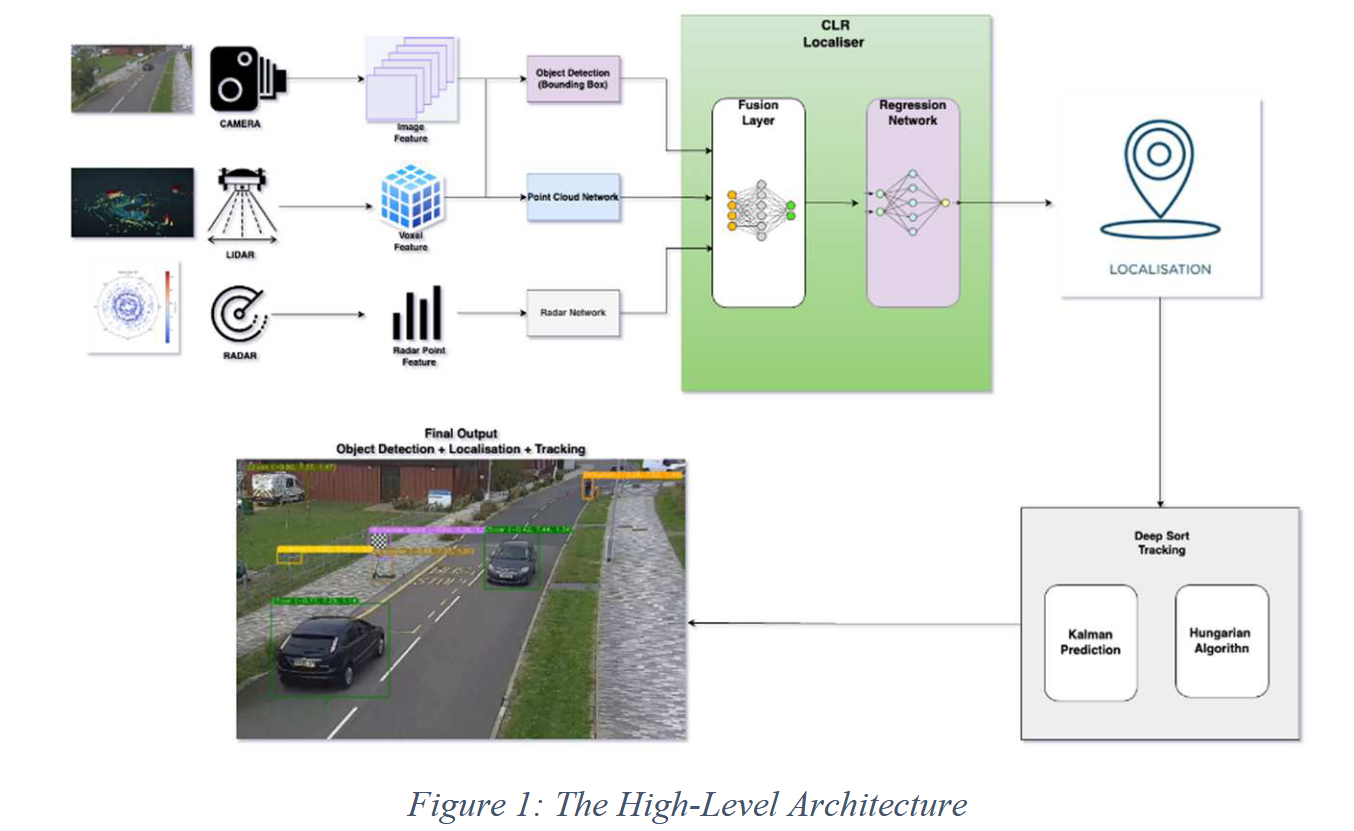 CLR
Localiser
CAMERA
Image
Feature
Object Detection
(Bounding Box)
Fusion
Layer
Regression
Network
LIDAR
Voxel
Feature
Point Cloud Network
LOCALISATION
RADAR
Radar Point
Feature
Radar Network
Final Output
Object Detection + Localisation + Tracking
Deep Sort
Tracking
Kalman
Prediction
Hungarian
Algorithn
Figure 1: The High-Level Architecture